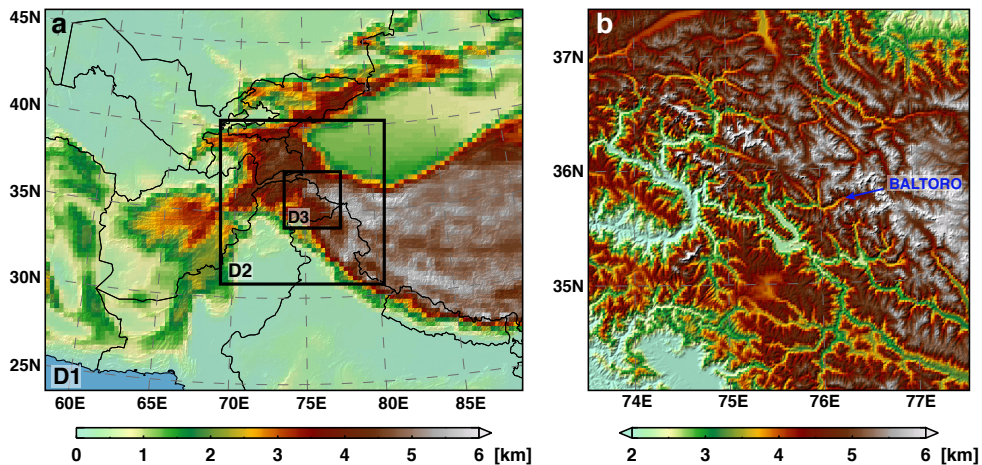 a
45N
40N
35N
30N
25N
D1
D2
D3
60E 65E 70E 75E 80E 85E
0 1 2 3 4 5 6 [km]
b
37N
36N
35N
BALTORO
74E 75E 76E 77E
2 3 4 5 6 [km]